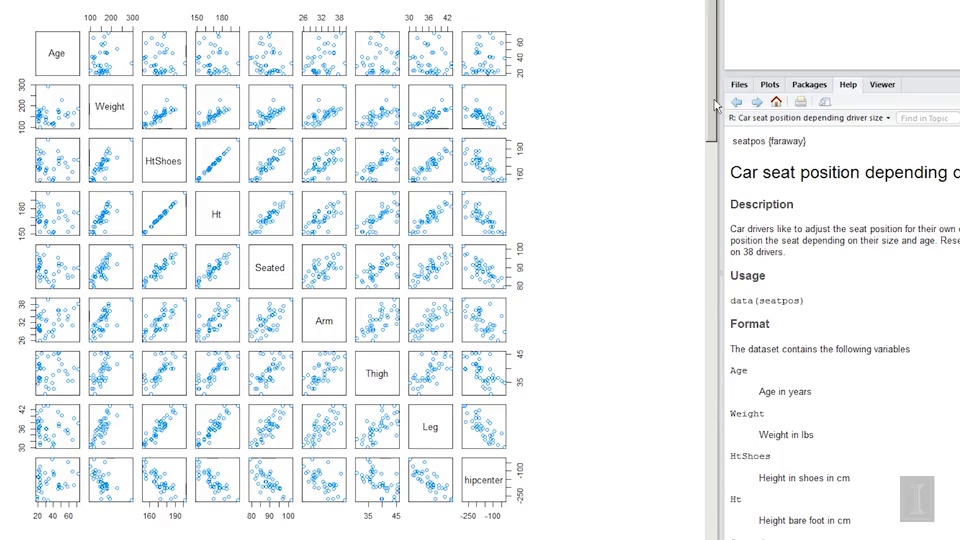 100 200 300 150 180 26 32 38 30 36 42
Age
60
40
20
300
200
100
Weight
HtShoes
190
160
180
150
Ht
Seated
100
90
80
38
32
26
Arm
Thigh
45
35
42
36
30
Leg
hipcenter
-100
-250
20 40 60 160 190 80 90 100 35 45 -250 -100
Files Plots Packages Help Viewer
R: Car seat position depending driver size Find in Topic
seatpos {faraway}
Car seat position depending d
Description
Car drivers like to adjust the seat position for their own
position the seat depending on their size and age. Rese
on 38 drivers.
Usage
data(seatpos)
Format
The dataset contains the following variables
Age
Age in years
Weight
Weight in lbs
HtShoes
Height in shoes in cm
Ht
Height bare foot in cm
I